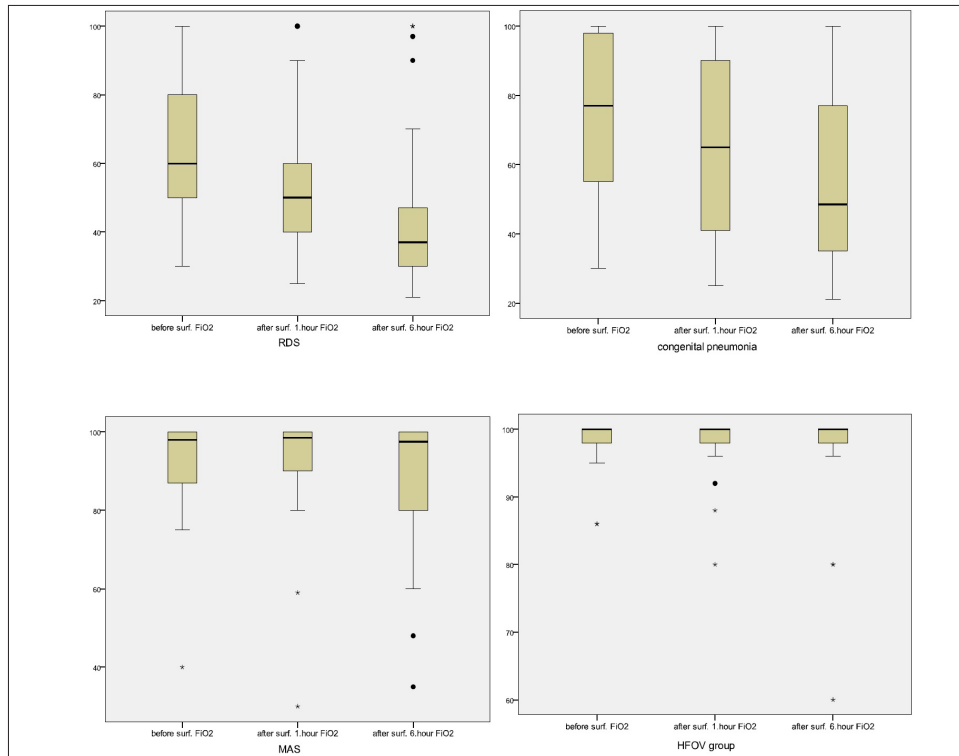 100
80
60
40
20
before surf. FiO2 after surf. 1.hour FiO2 after surf. 6.hour FiO2
RDS
100
80
60
40
20
before surf. FiO2 after surf. 1.hour FiO2 after surf. 6.hour FiO2
congenital pneumonia
100
80
60
40
before surf. FiO2 after surf. 1.hour FiO2 after surf. 6.hour FiO2
MAS
100
90
80
70
60
before surf. FiO2 after surf. 1.hour FiO2 after surf. 6.hour FiO2
HFOV group